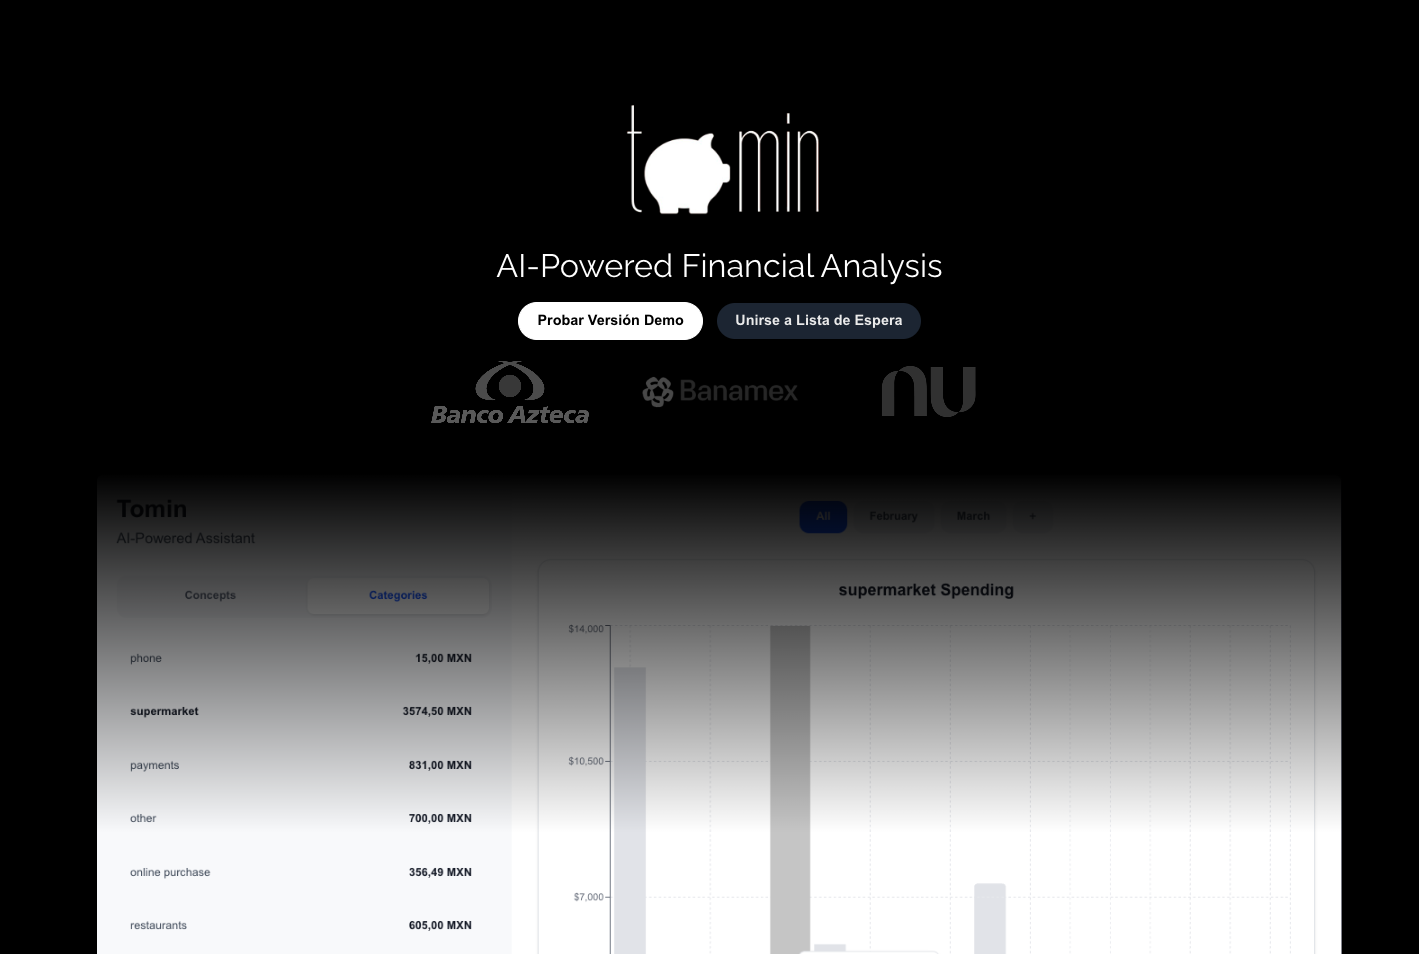 tomin
AI-Powered Financial Analysis
Probar Versión Demo
Unirse a Lista de Espera
Banco Azteca
Banamex
nu
Tomin
AI-Powered Assistant
Concepts
Categories
phone 15,00 MXN
supermarket 3574,50 MXN
payments 831,00 MXN
other 700,00 MXN
online purchase 356,49 MXN
restaurants 605,00 MXN
All
February
March
+
supermarket Spending
$14,000
$10,500
$7,000